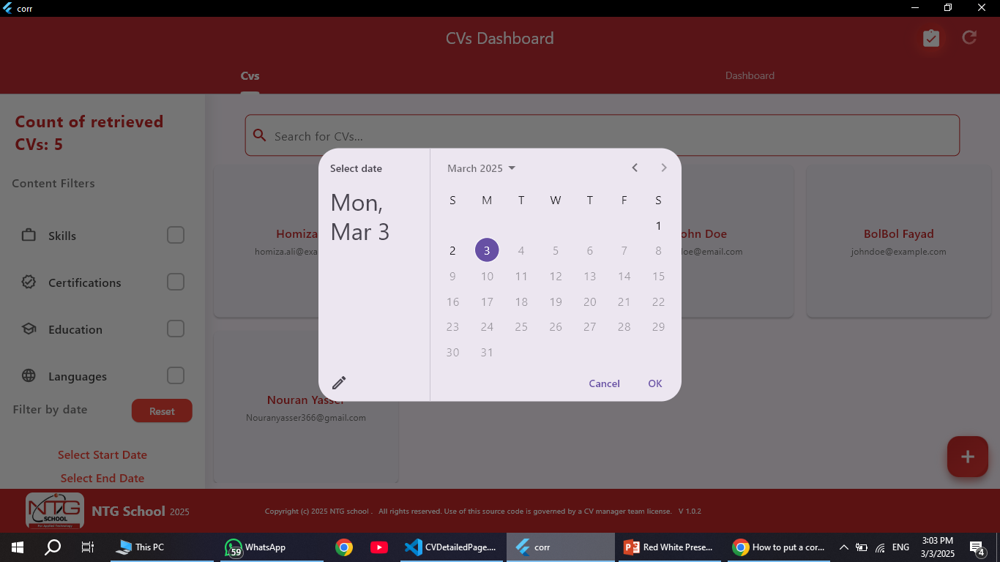 corr
CVs Dashboard
Cvs
Dashboard
Count of retrieved
CVs: 5
Content Filters
Skills
Certifications
Education
Languages
Filter by date
Reset
Select Start Date
Select End Date
Search for CVs...
Homiza
homiza.ali@exa
ohn Doe
doe@email.com
BolBol Fayad
johndoe@example.com
Nouran Yasser
Nouranyasser366@gmail.com
Select date
Mon,
Mar 3
March 2025
S M T W T F S
1
2 3 4 5 6 7 8
9 10 11 12 13 14 15
16 17 18 19 20 21 22
23 24 25 26 27 28 29
30 31
Cancel OK
+
NTG
SCHOOL
For Applied Technology
NTG School 2025
Copyright (c) 2025 NTG school . All rights reserved. Use of this source code is governed by a CV manager team license. V 1.0.2
This PC
59
WhatsApp
CVDetailedPage....
corr
Red White Prese...
How to put a cor...
ENG
3:03 PM
3/3/2025
4